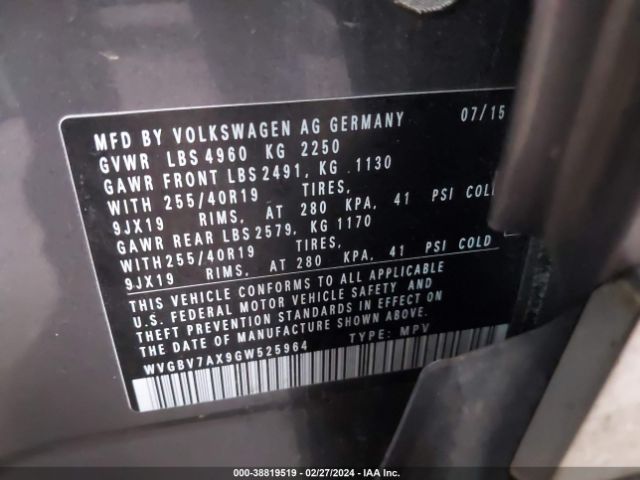 MFD BY VOLKSWAGEN AG GERMANY 07/15
GVWR LBS 4960 KG 2250
GAWR FRONT LBS 2491, KG 1130
WITH 255/40R19 TIRES,
9JX19 RIMS, AT 280 KPA, 41 PSI COLD
GAWR REAR LBS 2579, KG 1170
WITH 255/40R19 TIRES,
9JX19 RIMS, AT 280 KPA, 41 PSI COLD
THIS VEHICLE CONFORMS TO ALL APPLICABLE
U.S. FEDERAL MOTOR VEHICLE SAFETY AND
THEFT PREVENTION STANDARDS IN EFFECT ON
THE DATE OF MANUFACTURE SHOWN ABOVE.
WVGBV7AX9GW525964 TYPE: MPV
000-38819519 - 02/27/2024 - IAA Inc.